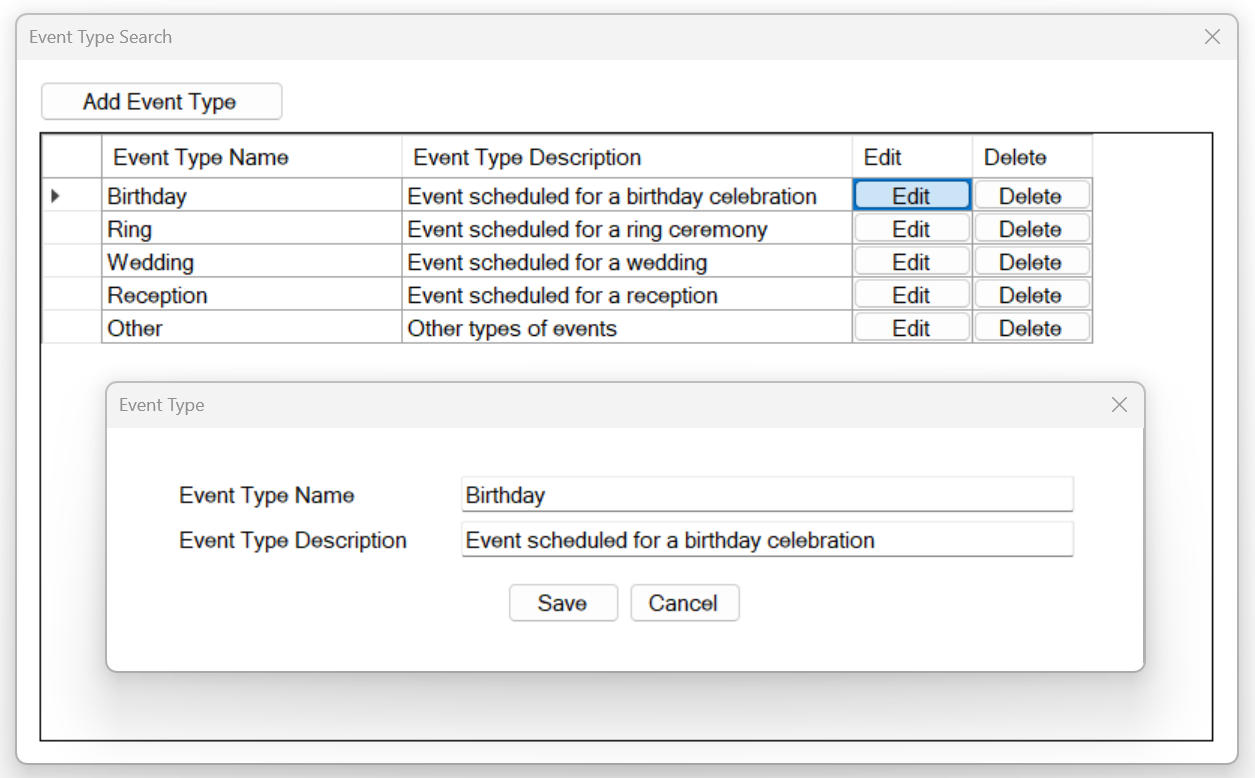 Event Type Search
Add Event Type
Event Type Name Event Type Description Edit Delete
Birthday Event scheduled for a birthday celebration Edit Delete
Ring Event scheduled for a ring ceremony Edit Delete
Wedding Event scheduled for a wedding Edit Delete
Reception Event scheduled for a reception Edit Delete
Other Other types of events Edit Delete
Event Type
Event Type Name Birthday
Event Type Description Event scheduled for a birthday celebration
Save Cancel